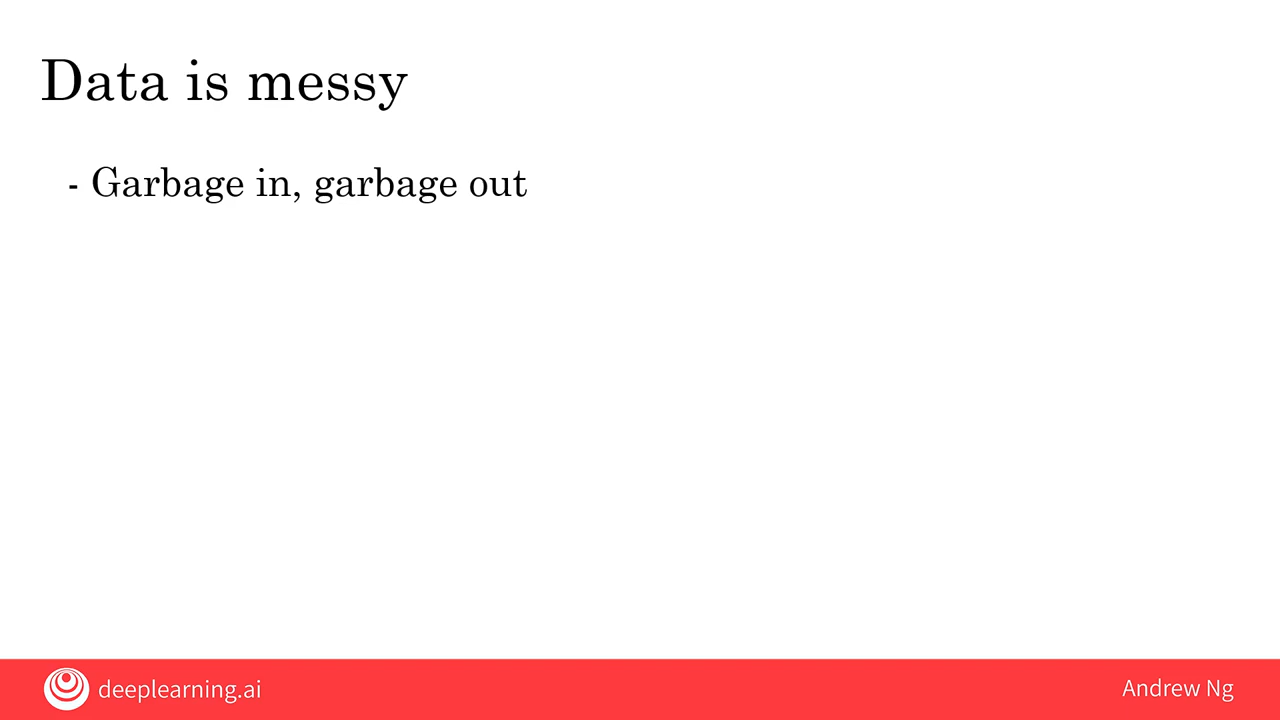 Data is messy
- Garbage in, garbage out
deeplearning.ai
Andrew Ng